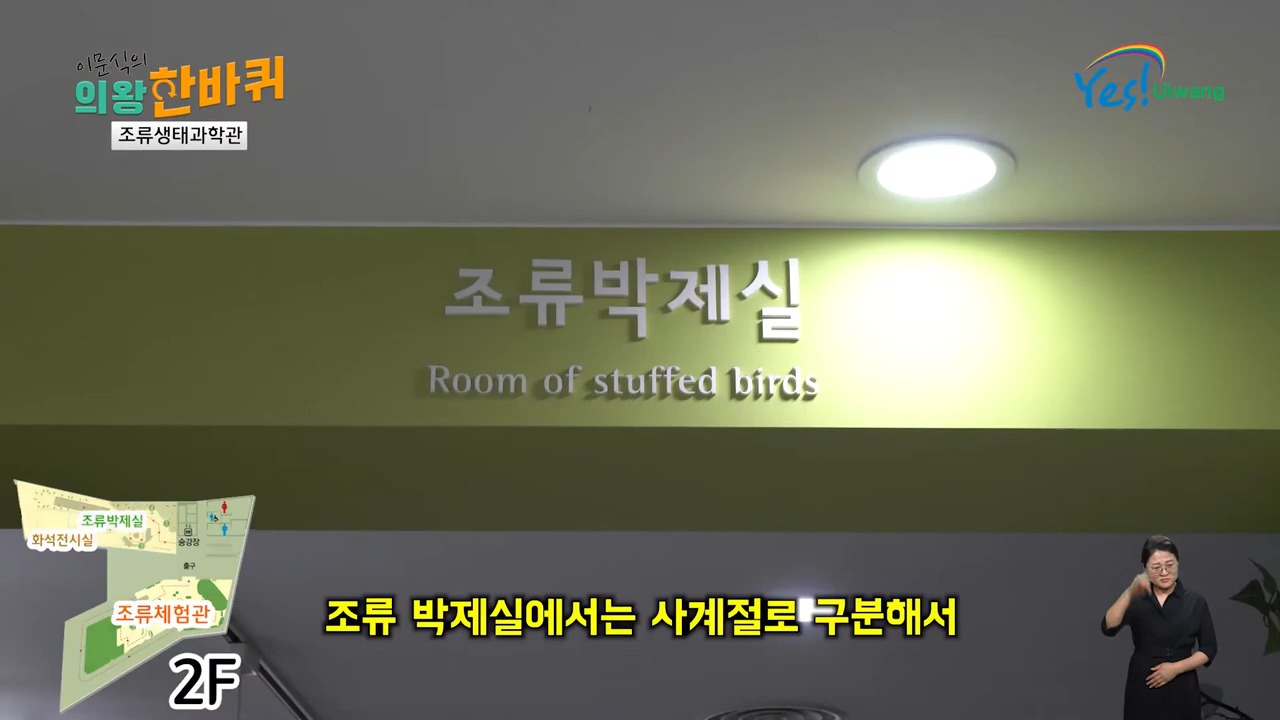 이문식의
의왕한바퀴
조류생태과학관
Yes! Uiwang
조류박제실
Room of stuffed birds
조류박제실
화석전시실
승강장
출구
조류체험관
2F
조류 박제실에서는 사계절로 구분해서